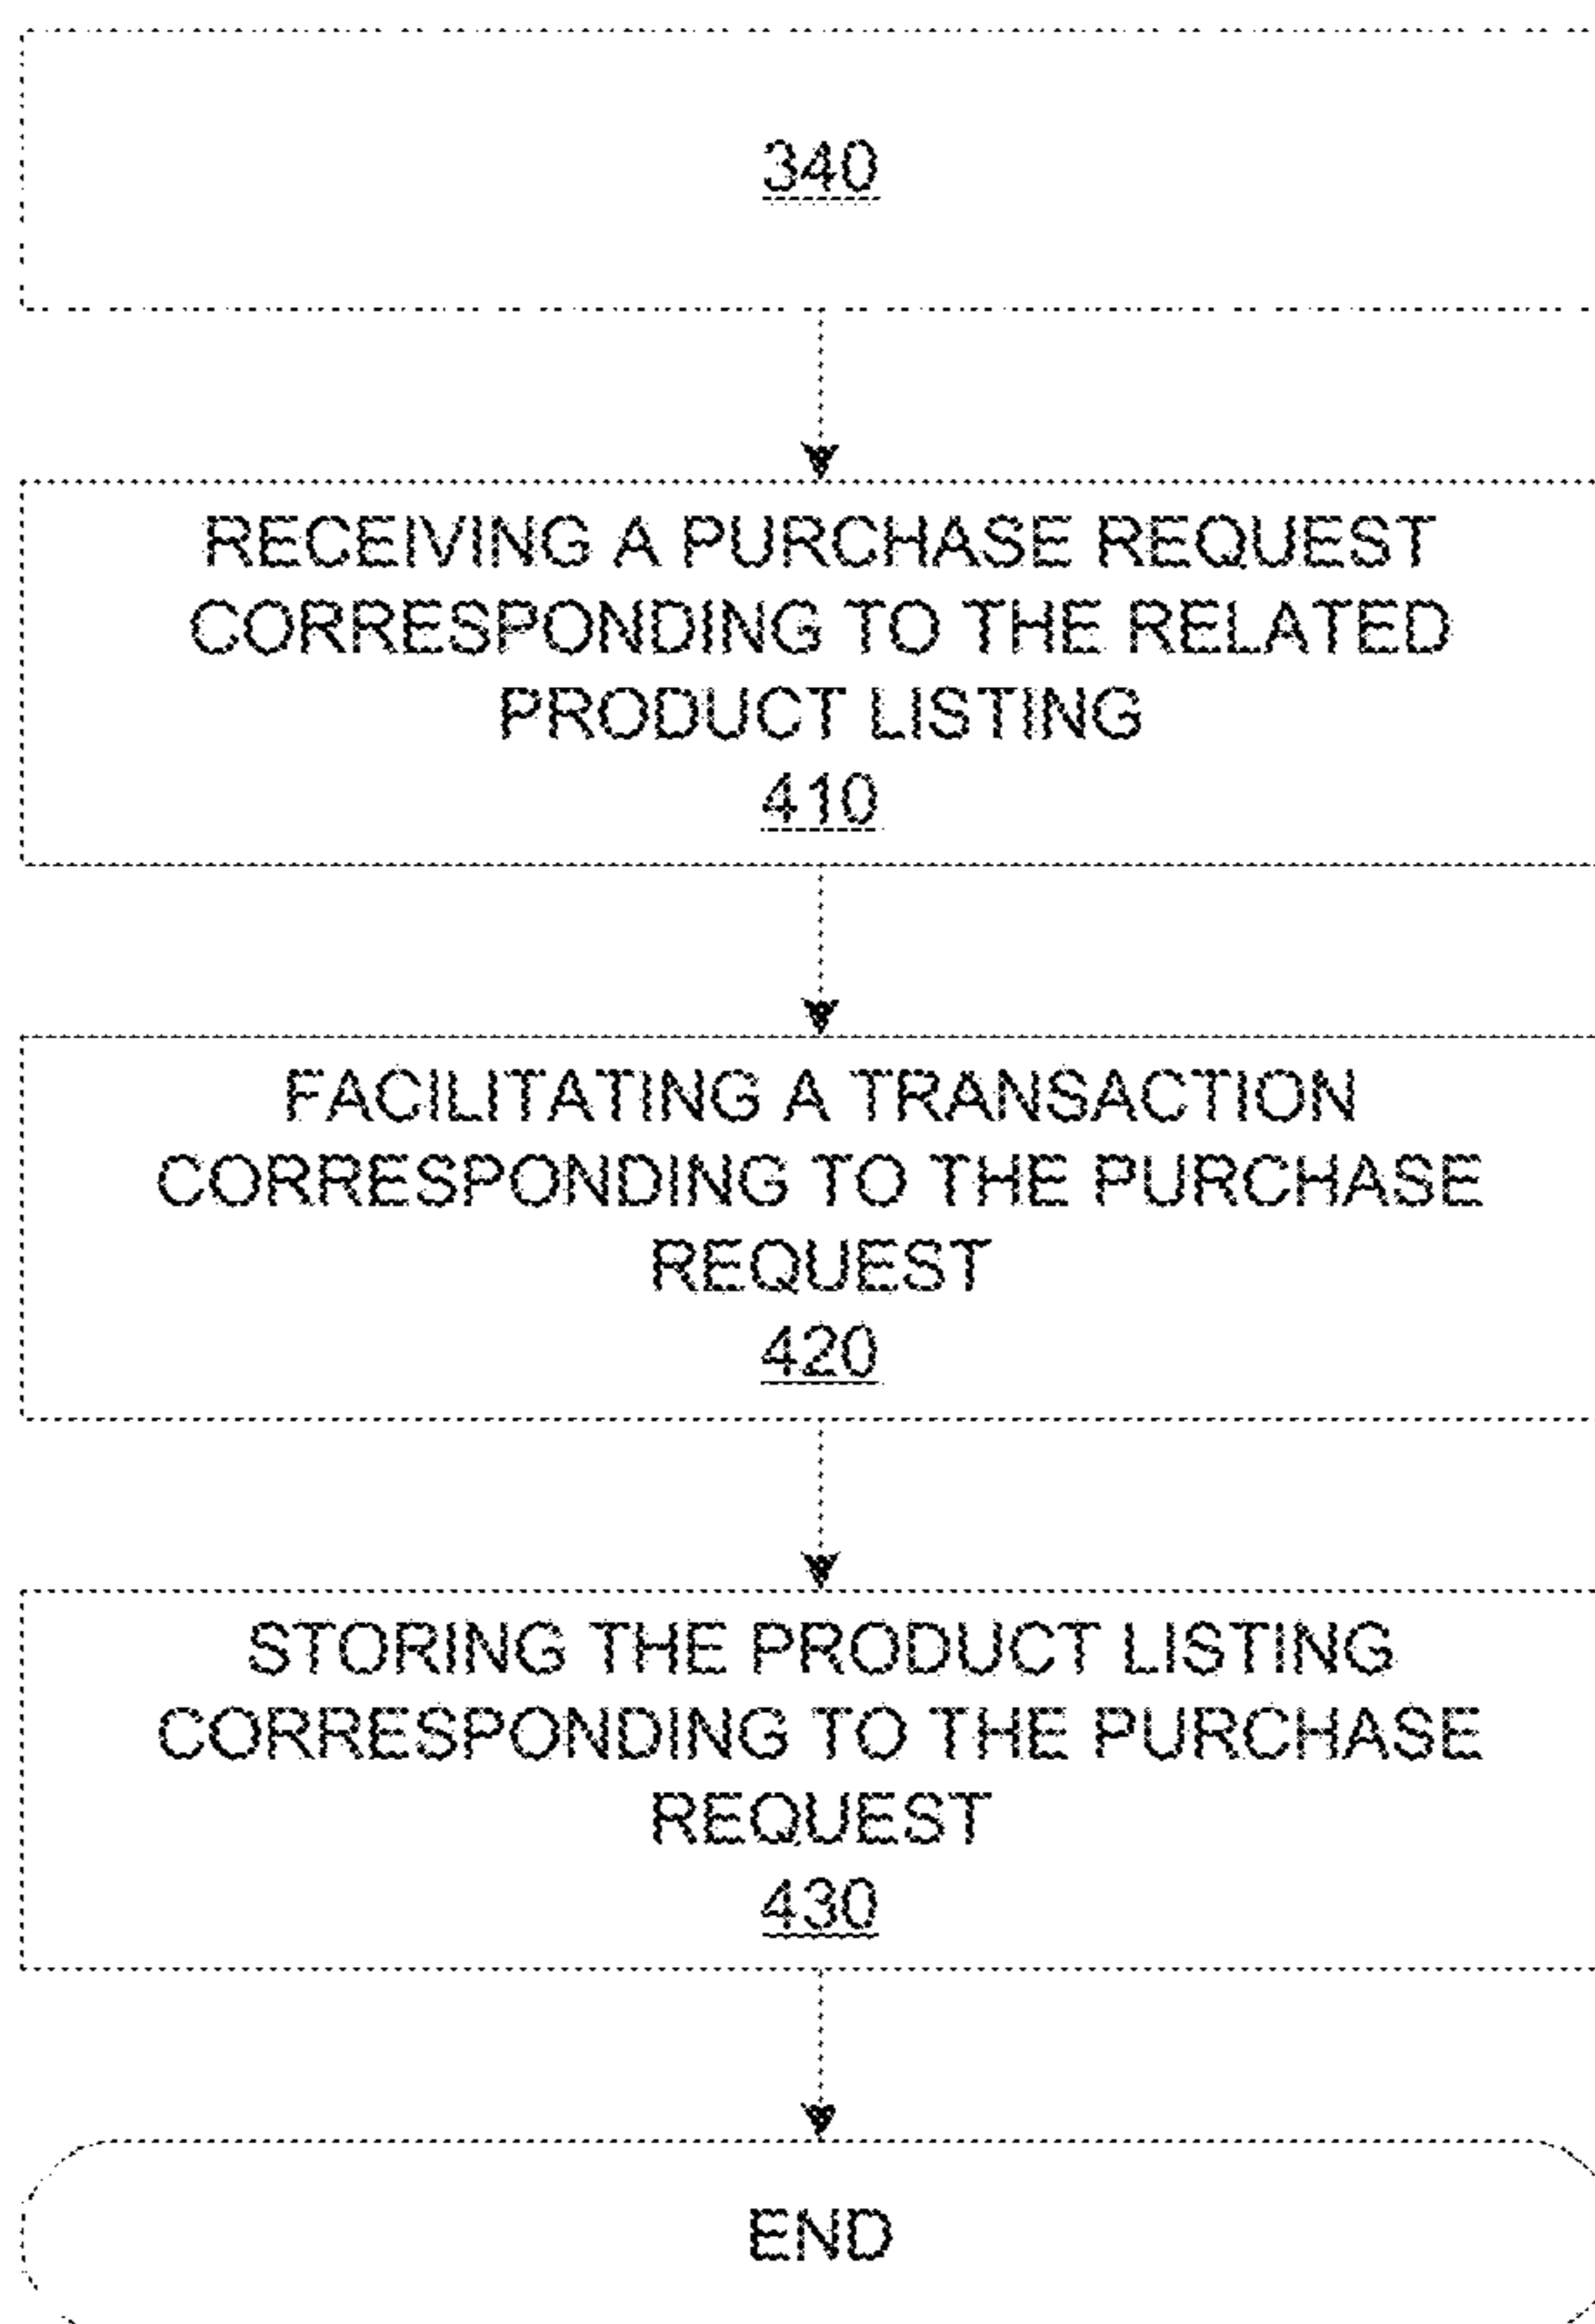 340
RECEIVING A PURCHASE REQUEST
CORRESPONDING TO THE RELATED
PRODUCT LISTING
410
FACILITATING A TRANSACTION
CORRESPONDING TO THE PURCHASE
REQUEST
420
STORING THE PRODUCT LISTING
CORRESPONDING TO THE PURCHASE
REQUEST
430
END